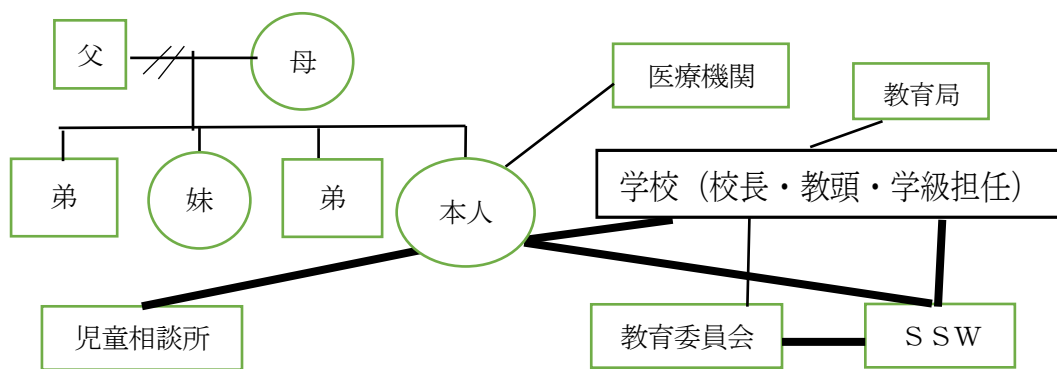 父
母
医療機関
教育局
学校（校長・教頭・学級担任）
弟
妹
弟
本人
児童相談所
教育委員会
ＳＳＷ